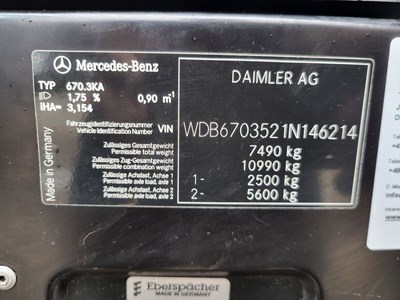 Mercedes-Benz
DAIMLER AG
TYP 670.3KA
1,75 % 0,90 m
iHA= 3,154
Fahrzeugidentifizierungsnummer
Vehicle Identification Number VIN WDB6703521N146214
Zulässiges Gesamtgewicht
Permissible total weight 7490 kg
Zulässiges Zug-Gesamtgewicht
Permissible combination weight 10990 kg
Zulässige Achslast, Achse 1
Permissible axle load, axle 1 1- 2500 kg
Zulässige Achslast, Achse 2
Permissible axle load, axle 2 2- 5600 kg
Made in Germany
Eberspächer
MADE IN GERMANY